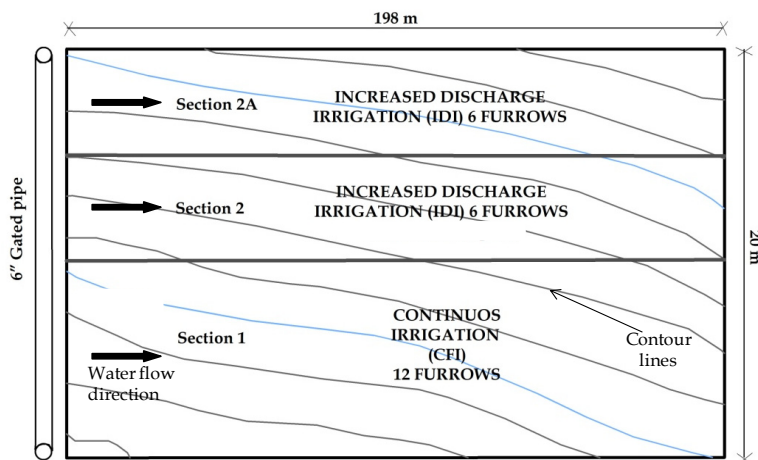 198 m
6" Gated pipe
Section 2A
INCREASED DISCHARGE
IRRIGATION (IDI) 6 FURROWS
Section 2
INCREASED DISCHARGE
IRRIGATION (IDI) 6 FURROWS
20 m
Section 1
CONTINUOS
IRRIGATION
(CFI)
12 FURROWS
Contour
lines
Water flow
direction